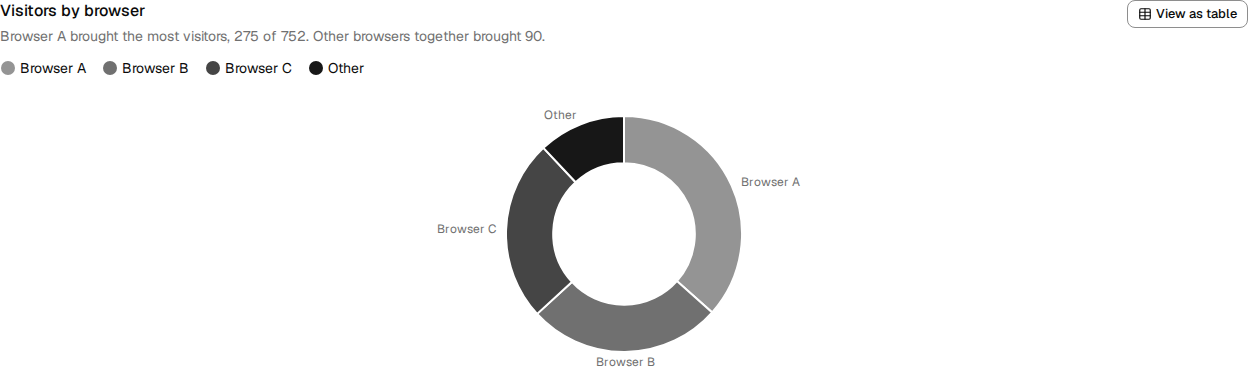 Visitors by browser
View as table
Browser A brought the most visitors, 275 of 752. Other browsers together brought 90.
Browser A
Browser B
Browser C
Other
Other
Browser A
Browser C
Browser B